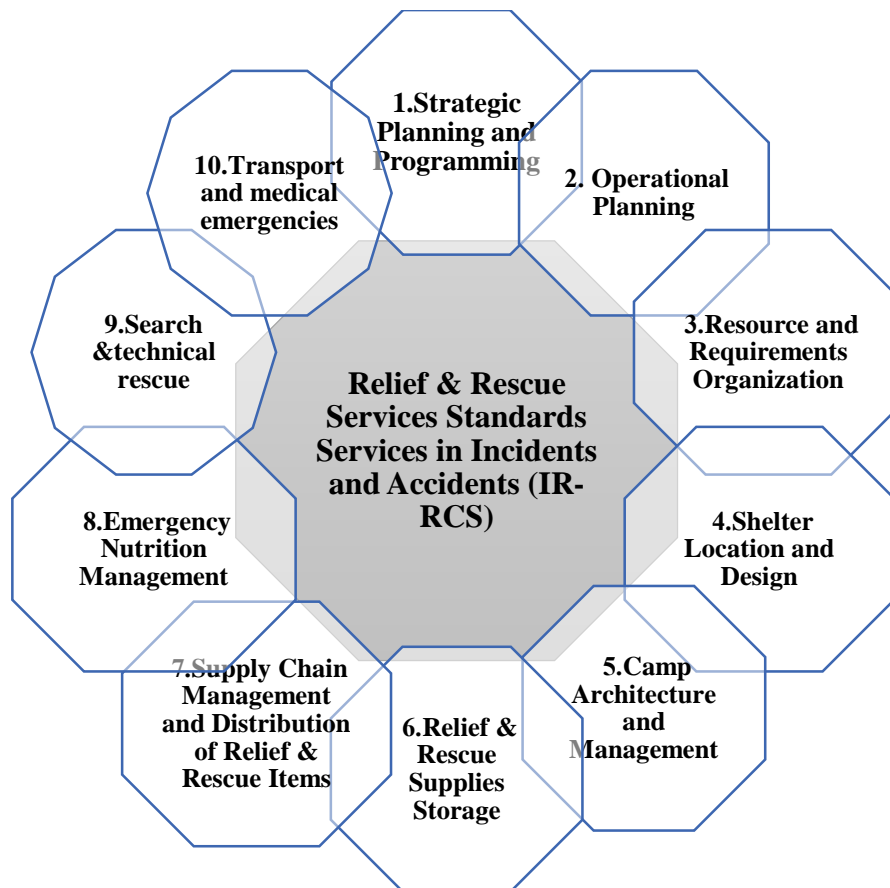 1.Strategic
Planning and
Programming
2. Operational
Planning
3.Resource and
Requirements
Organization
4.Shelter
Location and
Design
5.Camp
Architecture
and
Management
6.Relief &
Rescue
Supplies
Storage
7.Supply Chain
Management
and Distribution
of Relief &
Rescue Items
8.Emergency
Nutrition
Management
9.Search
&technical
rescue
10.Transport
and medical
emergencies
Relief & Rescue
Services Standards
Services in Incidents
and Accidents (IR-
RCS)